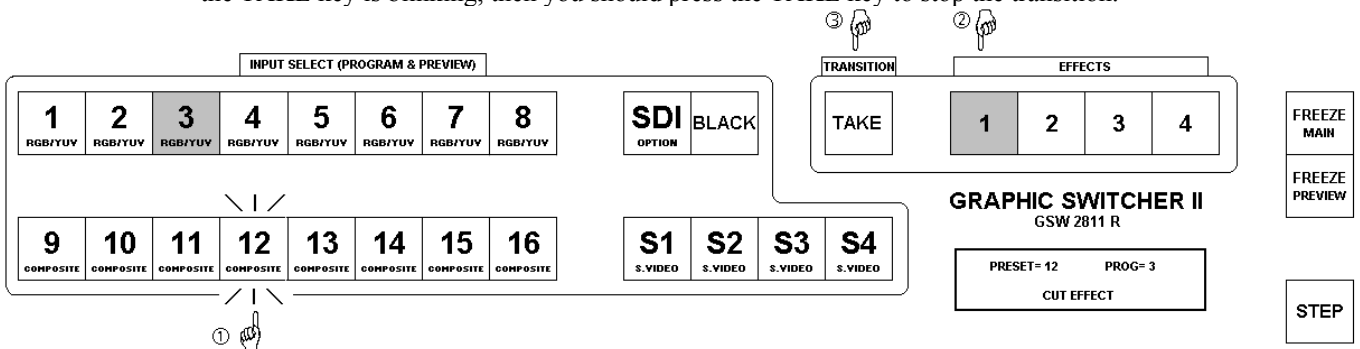 the TAKE key is blinking, then you should press the TAKE key to stop the transition.
③ ②
INPUT SELECT (PROGRAM & PREVIEW) TRANSITION EFFECTS
1 2 3 4 5 6 7 8 SDI BLACK TAKE 1 2 3 4
RGB/YUV RGB/YUV RGB/YUV RGB/YUV RGB/YUV RGB/YUV RGB/YUV RGB/YUV OPTION
FREEZE
MAIN
FREEZE
PREVIEW
9 10 11 12 13 14 15 16 S1 S2 S3 S4
COMPOSITE COMPOSITE COMPOSITE COMPOSITE COMPOSITE COMPOSITE COMPOSITE COMPOSITE S.VIDEO S.VIDEO S.VIDEO S.VIDEO
GRAPHIC SWITCHER II
GSW 2811 R
PRESET= 12 PROG= 3
CUT EFFECT
STEP
①